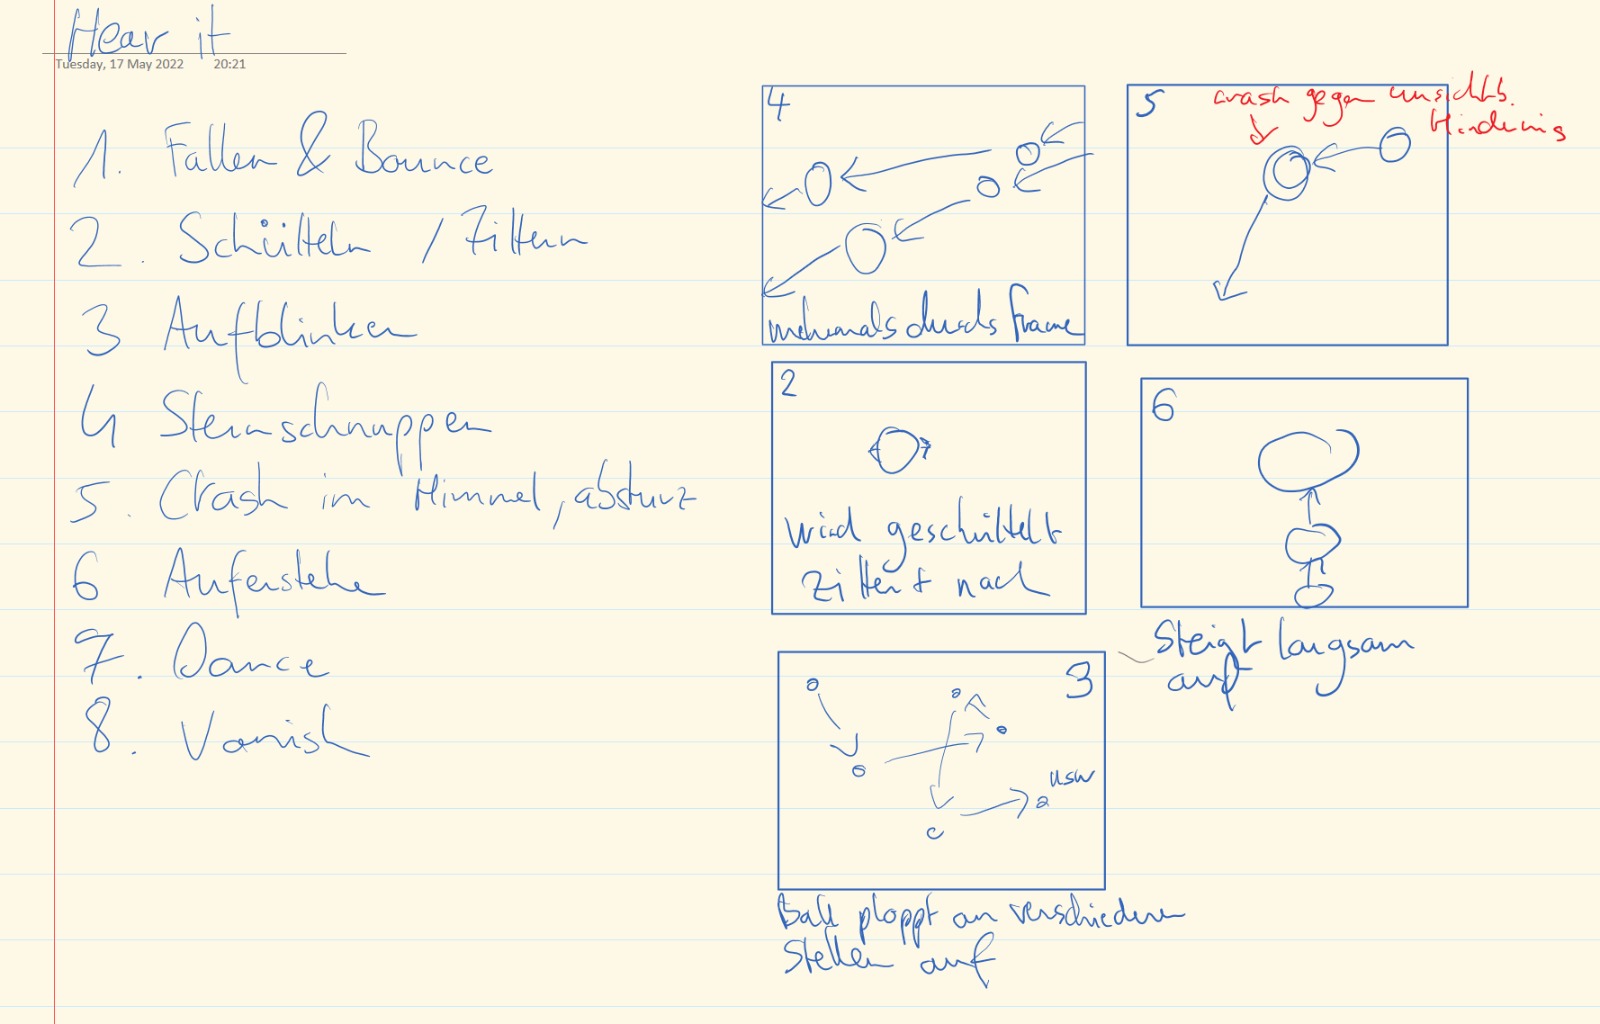 Hear it
Tuesday, 17 May 2022 20:21
1. Fallen & Bounce
2. Schütteln / Zittern
3 Aufblinken
4 Sternschnuppen
5. Crash im Himmel, absturz
6 Auferstehe
7. Dance
8. Vanish
4
mehrmals durchs frame
5
crash gegen unsichtb.
Hindernis
2
wird geschüttelt
zittert nach
6
Steigt langsam
auf
3
usw
Ball ploppt an verschiedenen
Stellen auf